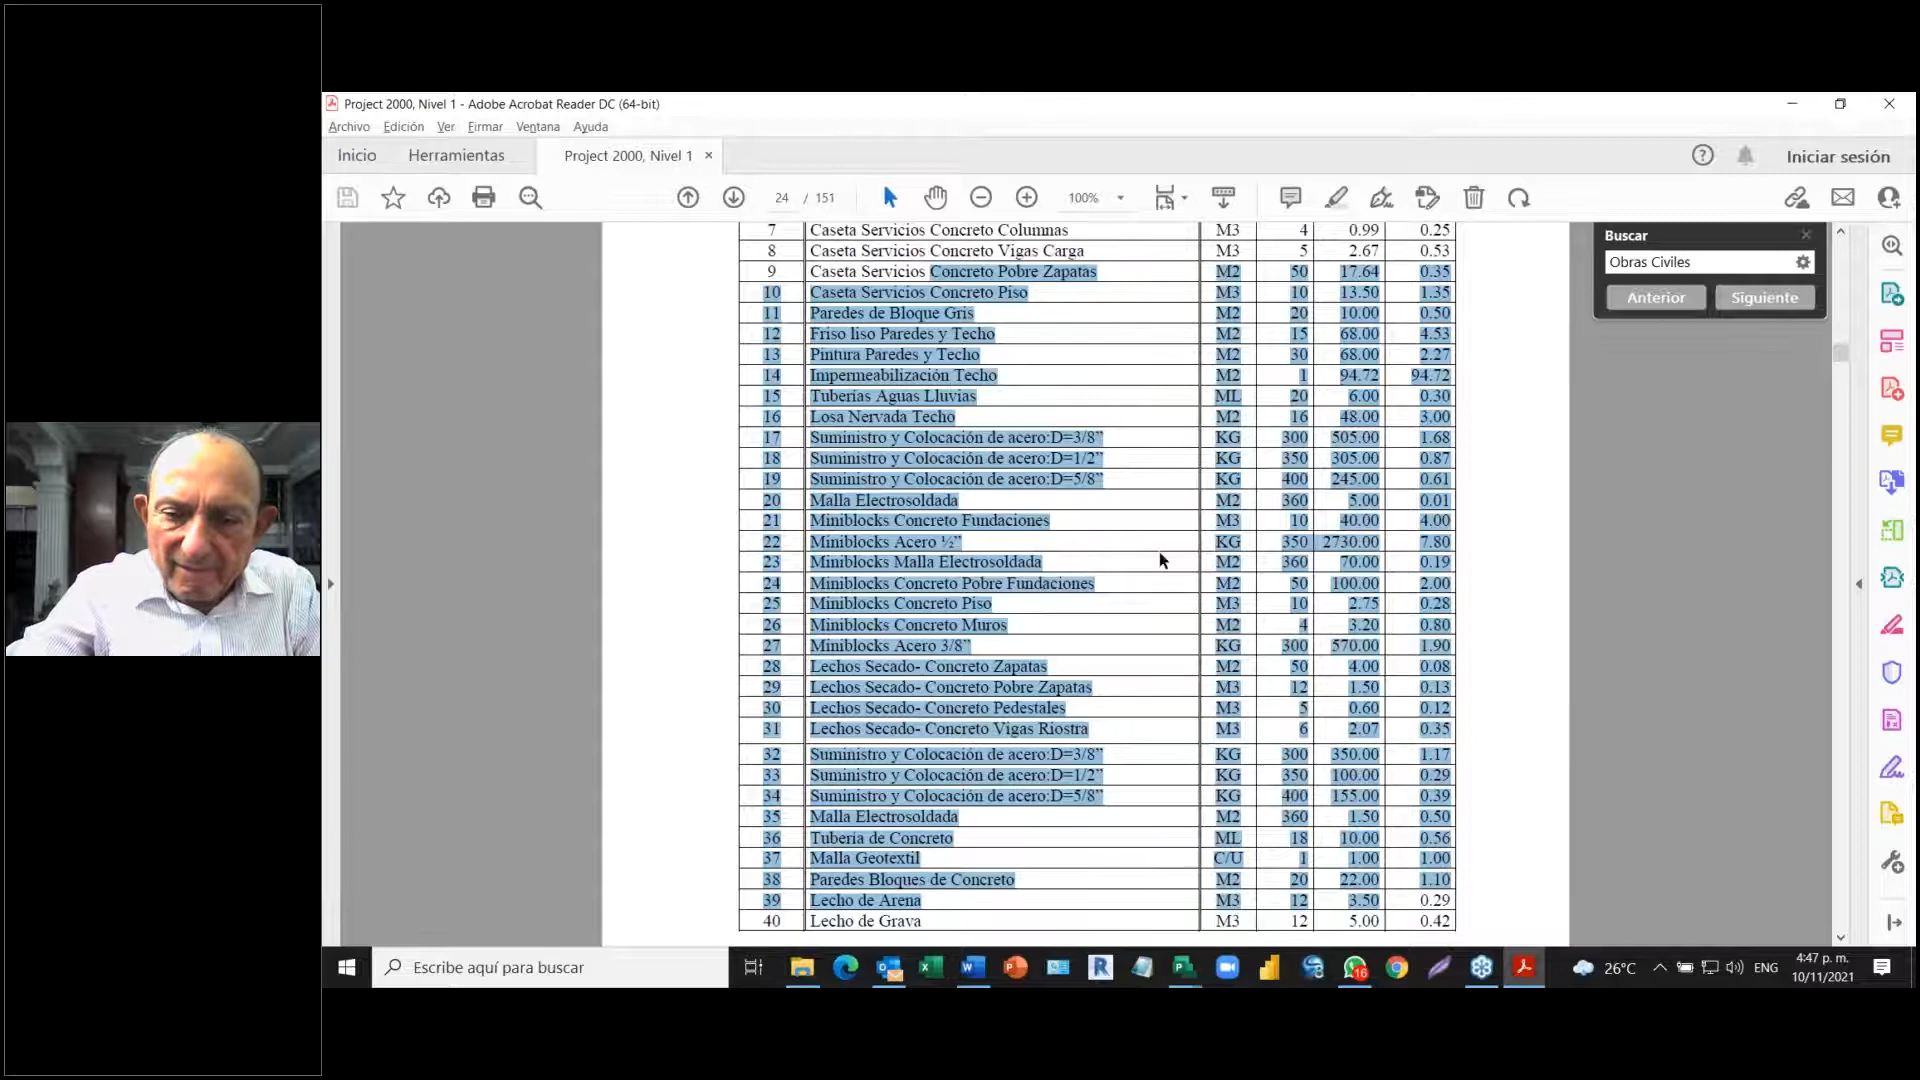 Project 2000, Nivel 1 - Adobe Acrobat Reader DC (64-bit)
Archivo Edición Ver Firmar Ventana Ayuda
Inicio Herramientas Project 2000, Nivel 1 × Iniciar sesión
24 / 151 100%
Buscar
Obras Civiles
Anterior Siguiente
7 Caseta Servicios Concreto Columnas M3 4 0.99 0.25
8 Caseta Servicios Concreto Vigas Carga M3 5 2.67 0.53
9 Caseta Servicios Concreto Pobre Zapatas M2 50 17.64 0.35
10 Caseta Servicios Concreto Piso M3 10 13.50 1.35
11 Paredes de Bloque Gris M2 20 10.00 0.50
12 Friso liso Paredes y Techo M2 15 68.00 4.53
13 Pintura Paredes y Techo M2 30 68.00 2.27
14 Impermeabilización Techo M2 1 94.72 94.72
15 Tuberías Aguas Lluvias ML 20 6.00 0.30
16 Losa Nervada Techo M2 16 48.00 3.00
17 Suministro y Colocación de acero:D=3/8” KG 300 505.00 1.68
18 Suministro y Colocación de acero:D=1/2” KG 350 305.00 0.87
19 Suministro y Colocación de acero:D=5/8” KG 400 245.00 0.61
20 Malla Electrosoldada M2 360 5.00 0.01
21 Miniblocks Concreto Fundaciones M3 10 40.00 4.00
22 Miniblocks Acero ½” KG 350 2730.00 7.80
23 Miniblocks Malla Electrosoldada M2 360 70.00 0.19
24 Miniblocks Concreto Pobre Fundaciones M2 50 100.00 2.00
25 Miniblocks Concreto Piso M3 10 2.75 0.28
26 Miniblocks Concreto Muros M2 4 3.20 0.80
27 Miniblocks Acero 3/8” KG 300 570.00 1.90
28 Lechos Secado- Concreto Zapatas M2 50 4.00 0.08
29 Lechos Secado- Concreto Pobre Zapatas M3 12 1.50 0.13
30 Lechos Secado- Concreto Pedestales M3 5 0.60 0.12
31 Lechos Secado- Concreto Vigas Riostra M3 6 2.07 0.35
32 Suministro y Colocación de acero:D=3/8” KG 300 350.00 1.17
33 Suministro y Colocación de acero:D=1/2” KG 350 100.00 0.29
34 Suministro y Colocación de acero:D=5/8” KG 400 155.00 0.39
35 Malla Electrosoldada M2 360 1.50 0.50
36 Tubería de Concreto ML 18 10.00 0.56
37 Malla Geotextil C/U 1 1.00 1.00
38 Paredes Bloques de Concreto M2 20 22.00 1.10
39 Lecho de Arena M3 12 3.50 0.29
40 Lecho de Grava M3 12 5.00 0.42
Escribe aquí para buscar 16 26°C ENG 4:47 p. m.
10/11/2021